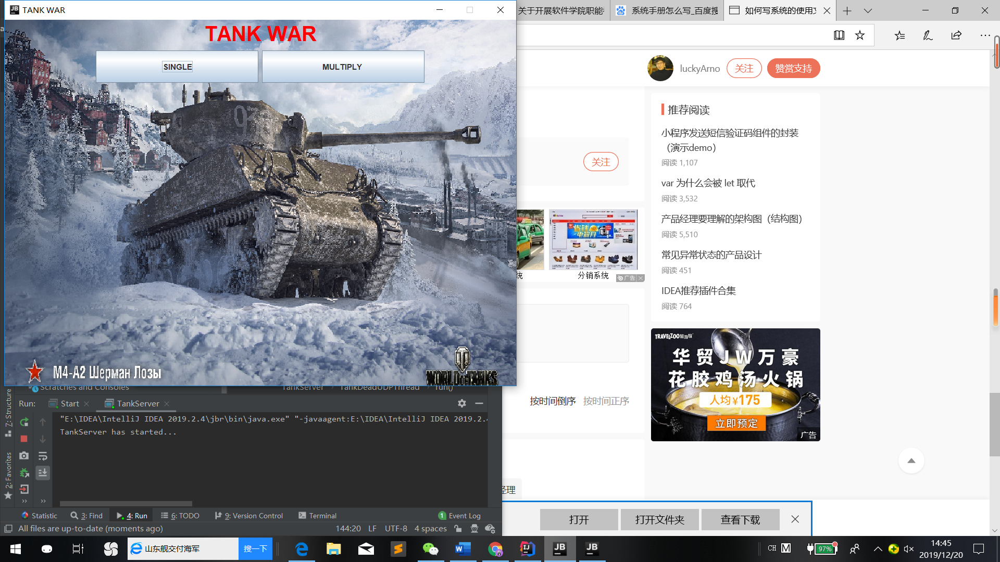 TANK WAR
关于开展软件学院职能
系统手册怎么写_百度搜
如何写系统的使用
TANK WAR
SINGLE
MULTIPLY
luckyArno
关注
赞赏支持
推荐阅读
小程序发送短信验证码组件的封装
（演示demo）
阅读 1,107
关注
var 为什么会被 let 取代
阅读 3,532
产品经理要理解的架构图（结构图）
阅读 5,510
常见异常状态的产品设计
阅读 451
统
分销系统
广告
IDEA推荐插件合集
阅读 764
TRAVELZOO旅游族
华贸JW万豪
花胶鸡汤火锅
人均¥175
立即预定
广告
M4-A2 Шерман Лозы
WORLD OF TANKS
Scratches and Consoles
TankServer
TankDeadUDPThread
run()
按时间倒序
按时间正序
Run:
Start
TankServer
"E:\IDEA\IntelliJ IDEA 2019.2.4\jbr\bin\java.exe" "-javaagent:E:\IDEA\IntelliJ IDEA 2019.2.4
TankServer has started...
Z: Structure
2: Favorites
经理
Statistic
3: Find
4: Run
6: TODO
9: Version Control
Terminal
1 Event Log
打开
打开文件夹
查看下载
All files are up-to-date (moments ago)
144:20
LF
UTF-8
4 spaces
山东舰交付海军
搜一下
CH
M
97%
14:45
2019/12/20